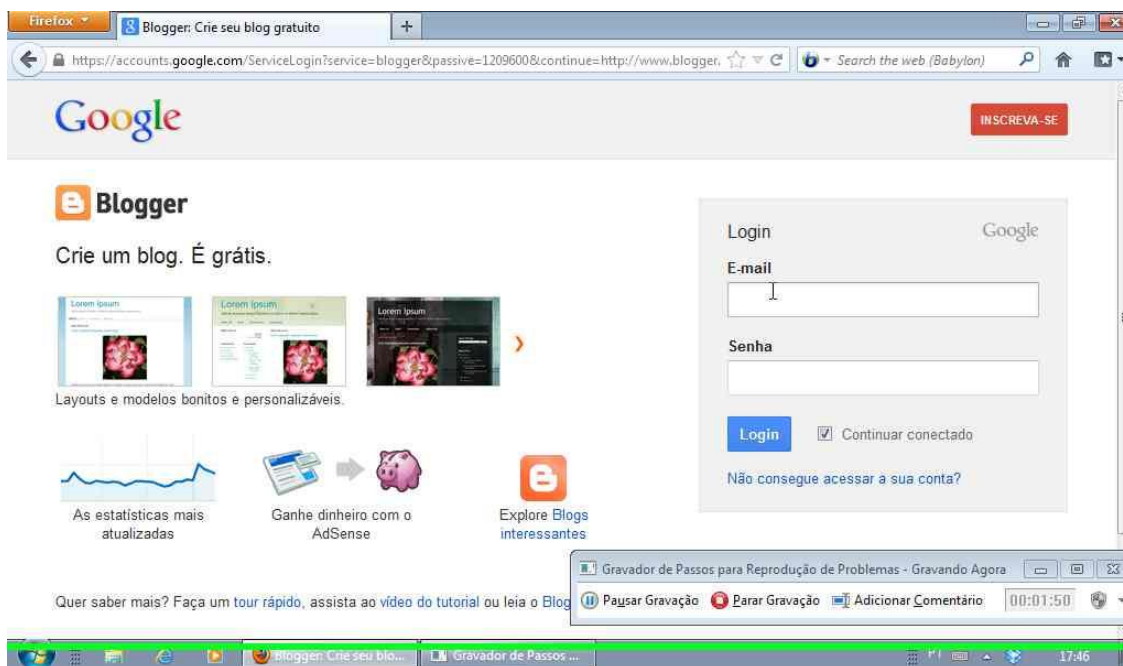 Firefox
Blogger: Crie seu blog gratuito
+
https://accounts.google.com/ServiceLogin?service=blogger&passive=1209600&continue=http://www.blogger.
Search the web (Babylon)
Google
INSCREVA-SE
Blogger
Crie um blog. É grátis.
Lorem Ipsum
Lorem Ipsum
Lorem Ipsum
Layouts e modelos bonitos e personalizáveis.
As estatísticas mais
atualizadas
Ganhe dinheiro com o
AdSense
Explore Blogs
interessantes
Login
Google
E-mail
Senha
Login
Continuar conectado
Não consegue acessar a sua conta?
Quer saber mais? Faça um tour rápido, assista ao vídeo do tutorial ou leia o Blog
Gravador de Passos para Reprodução de Problemas - Gravando Agora
Pausar Gravação
Parar Gravação
Adicionar Comentário
00:01:50
Blogger: Crie seu blo...
Gravador de Passos ...
PT
17:46